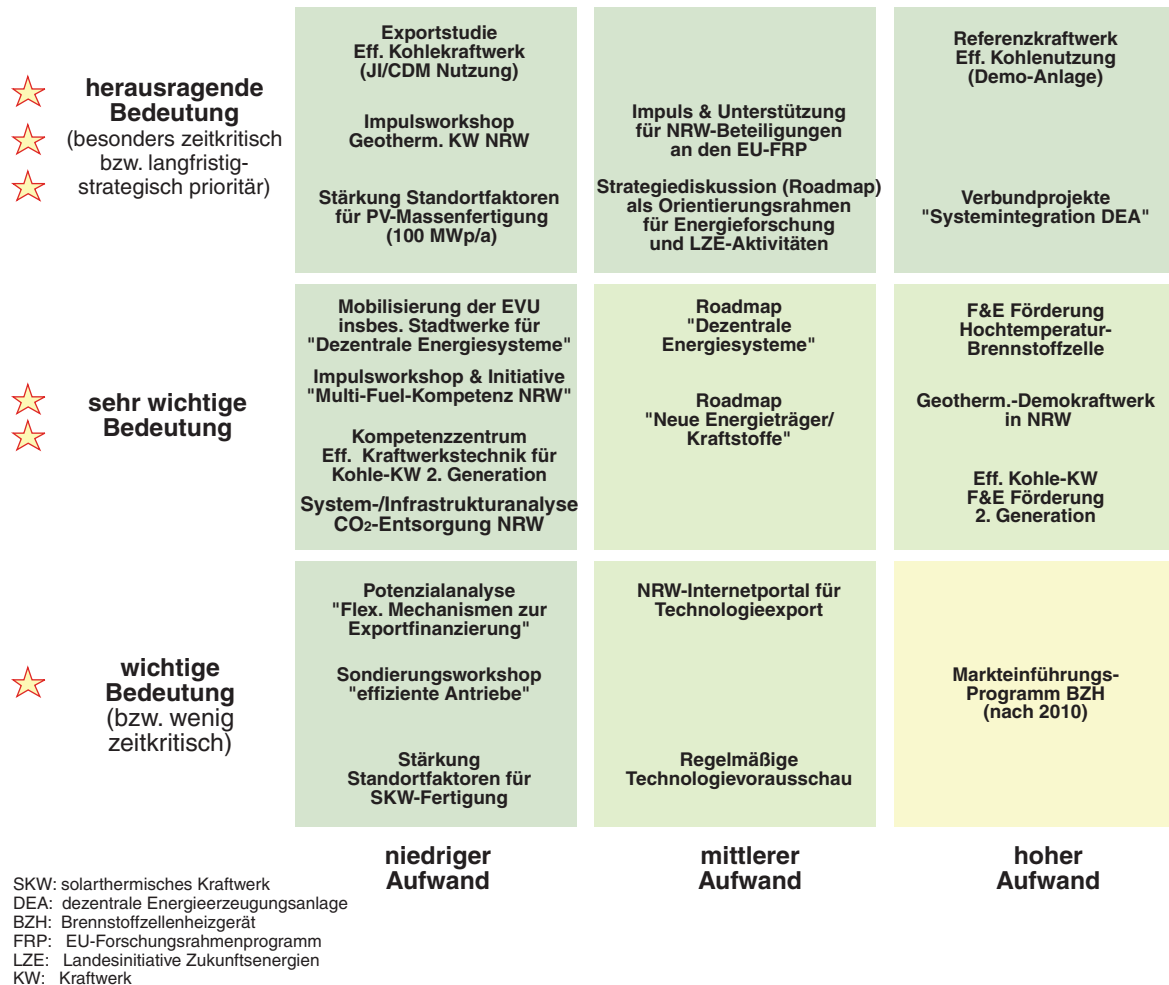 herausragende
Bedeutung
(besonders zeitkritisch
bzw. langfristig-
strategisch prioritär)
Exportstudie
Eff. Kohlekraftwerk
(JI/CDM Nutzung)
Impulsworkshop
Geotherm. KW NRW
Stärkung Standortfaktoren
für PV-Massenfertigung
(100 MWp/a)
Impuls & Unterstützung
für NRW-Beteiligungen
an den EU-FRP
Strategiediskussion (Roadmap)
als Orientierungsrahmen
für Energieforschung
und LZE-Aktivitäten
Referenzkraftwerk
Eff. Kohlenutzung
(Demo-Anlage)
Verbundprojekte
"Systemintegration DEA"
sehr wichtige
Bedeutung
Mobilisierung der EVU
insbes. Stadtwerke für
"Dezentrale Energiesysteme"
Impulsworkshop & Initiative
"Multi-Fuel-Kompetenz NRW"
Kompetenzzentrum
Eff. Kraftwerkstechnik für
Kohle-KW 2. Generation
System-/Infrastrukturanalyse
CO2-Entsorgung NRW
Roadmap
"Dezentrale
Energiesysteme"
Roadmap
"Neue Energieträger/
Kraftstoffe"
F&E Förderung
Hochtemperatur-
Brennstoffzelle
Geotherm.-Demokraftwerk
in NRW
Eff. Kohle-KW
F&E Förderung
2. Generation
wichtige
Bedeutung
(bzw. wenig
zeitkritisch)
Potenzialanalyse
"Flex. Mechanismen zur
Exportfinanzierung"
Sondierungsworkshop
"effiziente Antriebe"
Stärkung
Standortfaktoren für
SKW-Fertigung
NRW-Internetportal für
Technologieexport
Regelmäßige
Technologievorausschau
Markteinführungs-
Programm BZH
(nach 2010)
niedriger
Aufwand
mittlerer
Aufwand
hoher
Aufwand
SKW: solarthermisches Kraftwerk
DEA: dezentrale Energieerzeugungsanlage
BZH: Brennstoffzellenheizgerät
FRP: EU-Forschungsrahmenprogramm
LZE: Landesinitiative Zukunftsenergien
KW: Kraftwerk